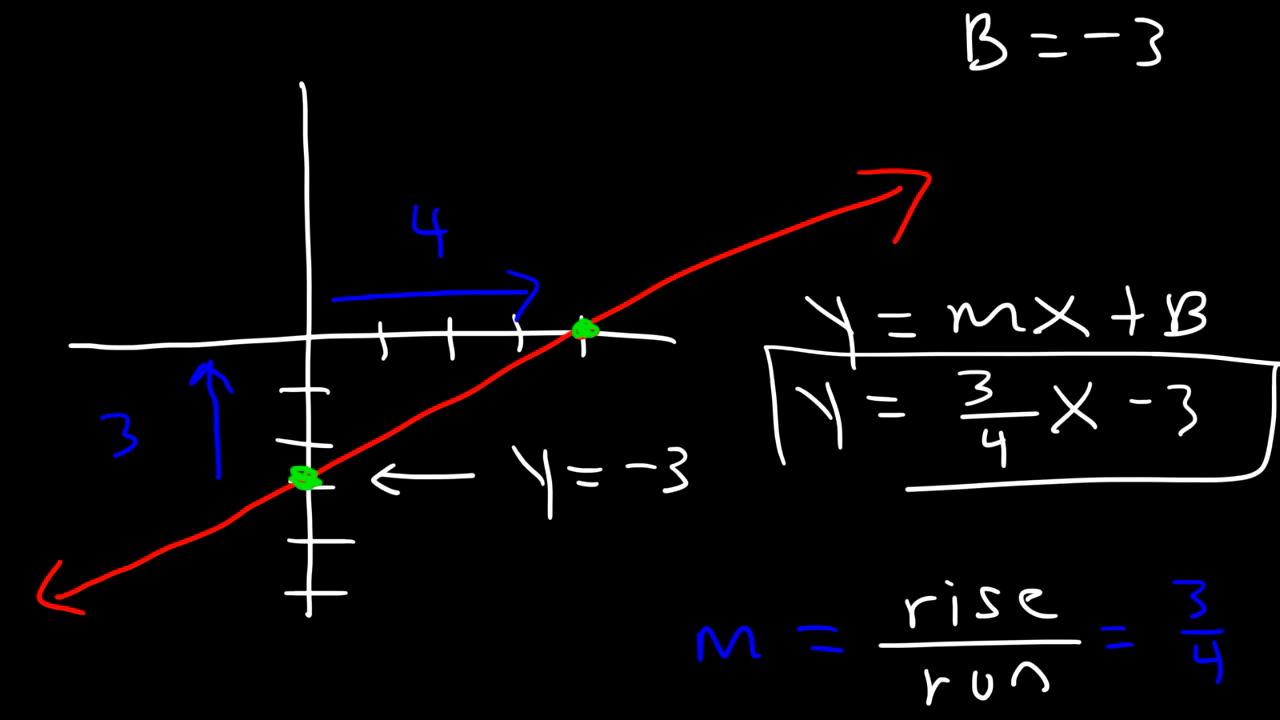 B = -3
4
Y = mX + B
3
Y = 3/4 X - 3
Y = -3
m = rise/run = 3/4